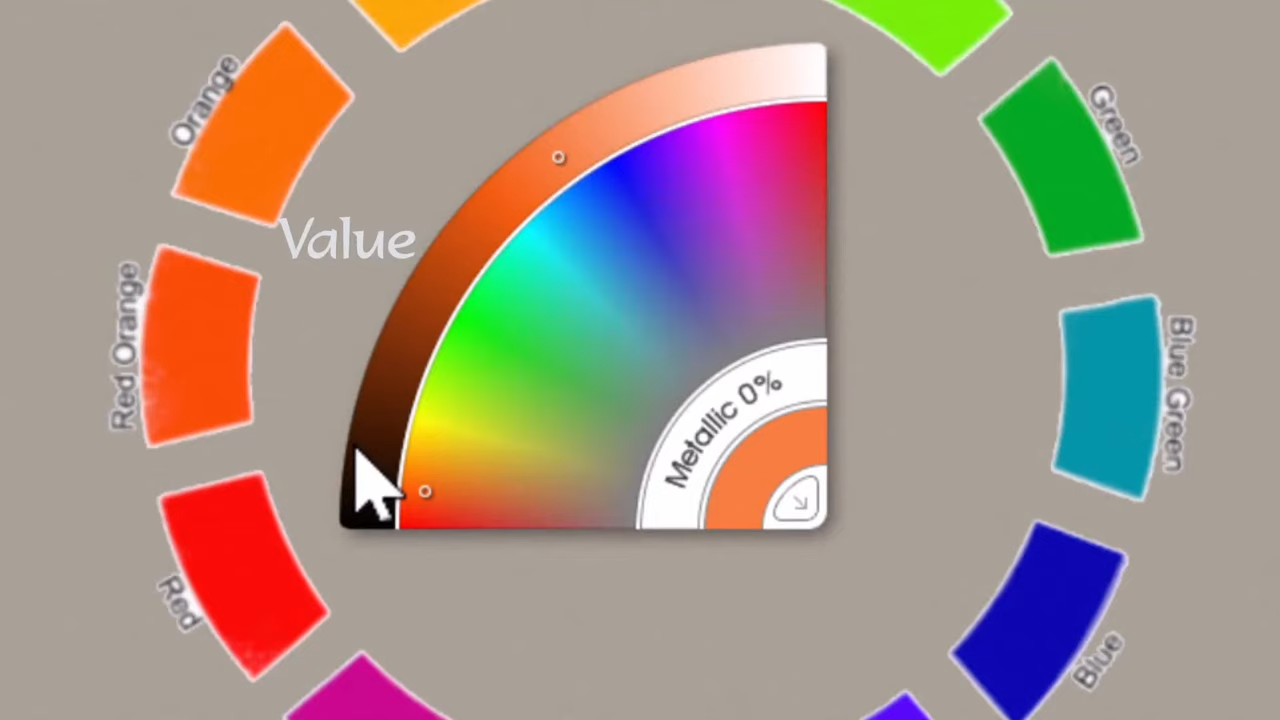 Orange
Green
Value
Red Orange
Blue Green
Metallic 0%
Red
Blue